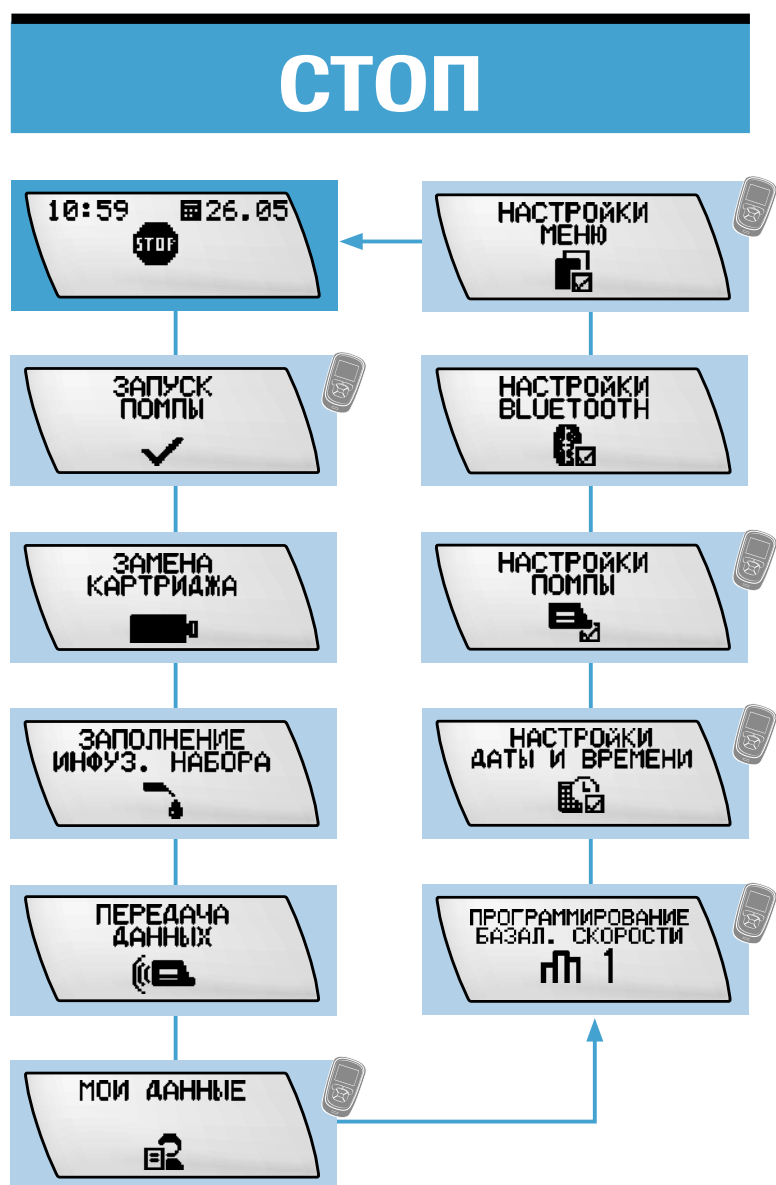 СТОП
10:59 26.05
STOP
ЗАПУСК
ПОМПЫ
ЗАМЕНА
КАРТРИДЖА
ЗАПОЛНЕНИЕ
ИНФУЗ. НАБОРА
ПЕРЕДАЧА
ДАННЫХ
МОИ ДАННЫЕ
ПРОГРАММИРОВАНИЕ
БАЗАЛ. СКОРОСТИ
1
НАСТРОЙКИ
ДАТЫ И ВРЕМЕНИ
НАСТРОЙКИ
ПОМПЫ
НАСТРОЙКИ
BLUETOOTH
НАСТРОЙКИ
МЕНЮ